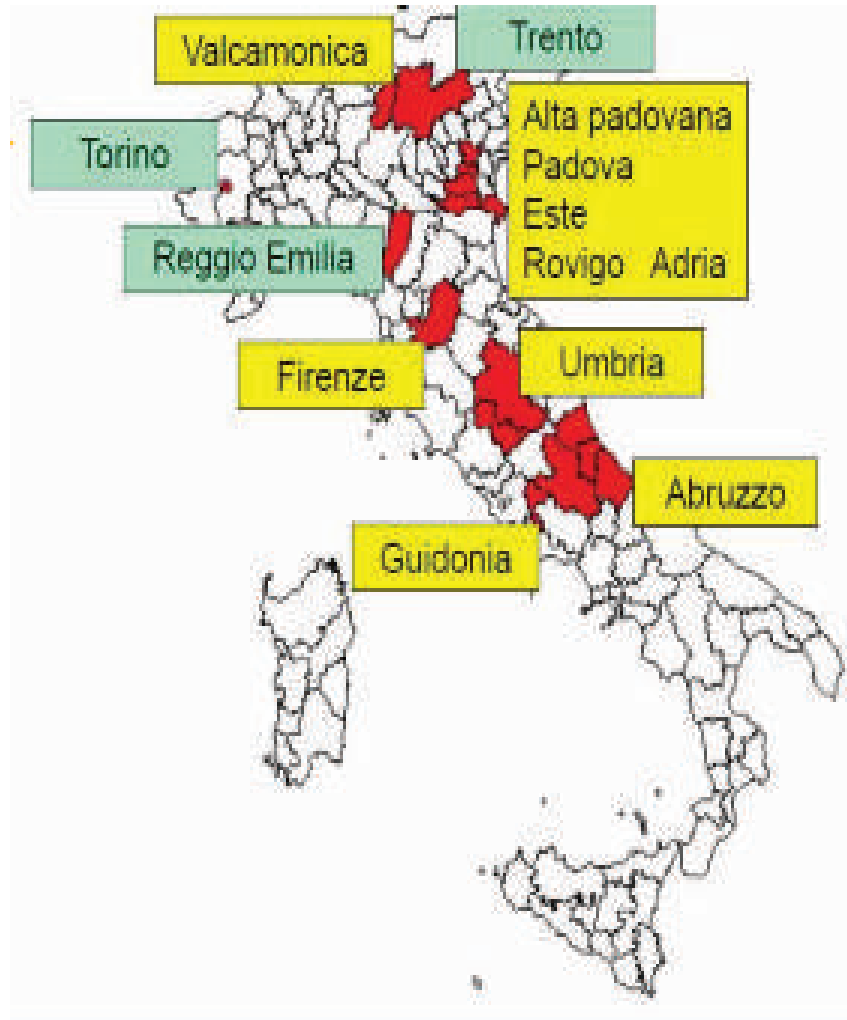 Valcamonica
Trento
Torino
Alta padovana
Padova
Este
Rovigo Adria
Reggio Emilia
Firenze
Umbria
Abruzzo
Guidonia